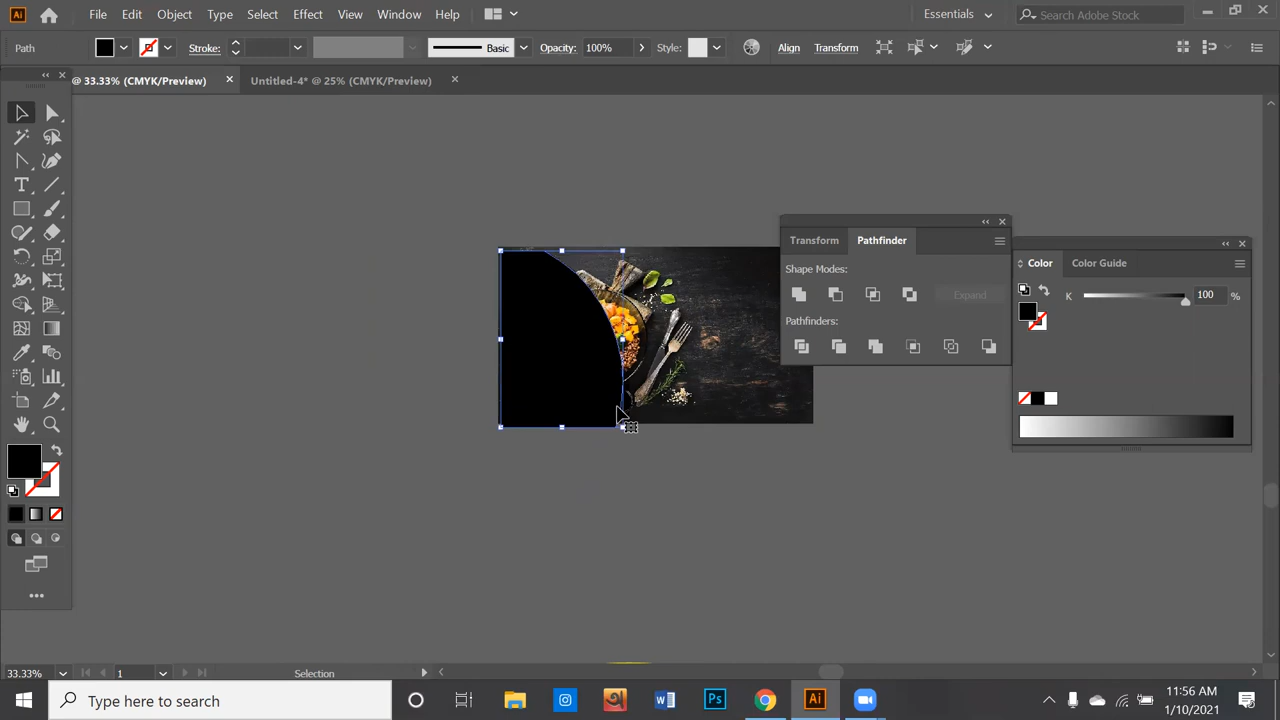 Ai File Edit Object Type Select Effect View Window Help Essentials Search Adobe Stock
Path Stroke: Basic Opacity: 100% Style: Align Transform
@ 33.33% (CMYK/Preview) Untitled-4* @ 25% (CMYK/Preview)
Transform Pathfinder
Shape Modes:
Expand
Pathfinders:
Color Color Guide
K 100 %
33.33% 1 Selection
Type here to search
W Ps Ai
11:56 AM
1/10/2021